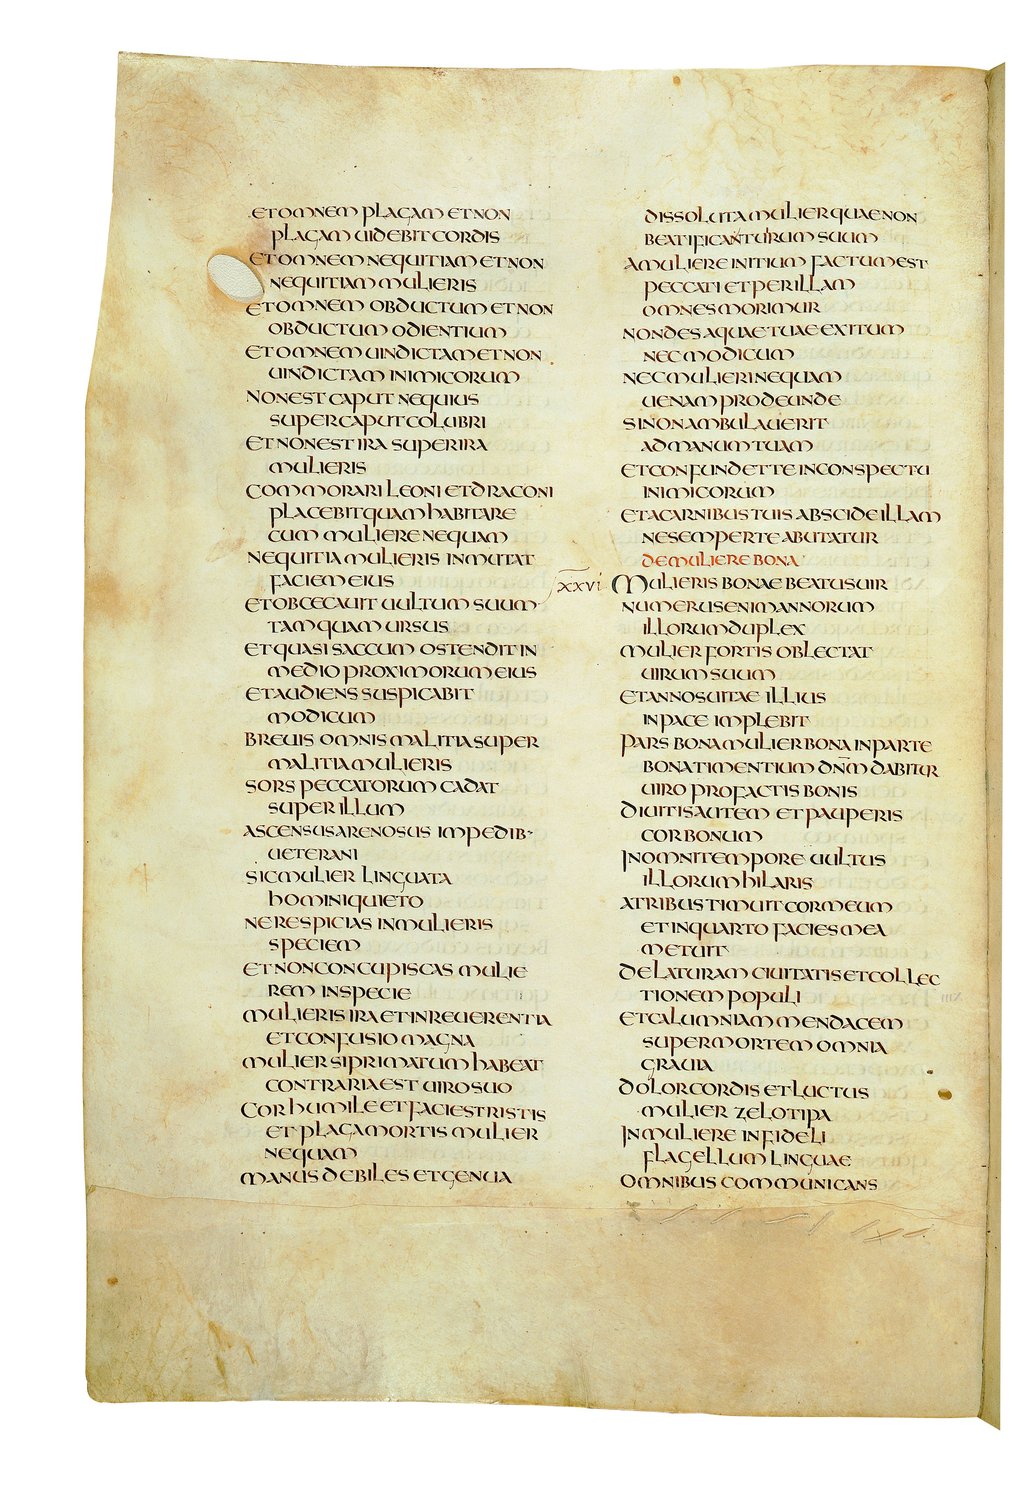 ET OMNEM PLAGAM ET NON
PLAGAM UIDEBIT CORDIS
ET OMNEM NEQUITIAM ET NON
NEQUITIAM MULIERIS
ET OMNEM OBDUCTUM ET NON
OBDUCTUM ODIENTIUM
ET OMNEM UINDICTAM ET NON
UINDICTAM INIMICORUM
NON EST CAPUT NEQUIUS
SUPER CAPUT COLUBRI
ET NON EST IRA SUPER IRA
MULIERIS
COMMORARI LEONI ET DRACONI
PLACEBIT QUAM HABITARE
CUM MULIERE NEQUAM
NEQUITIA MULIERIS INMUTAT
FACIEM EIUS
ET OBCECAUIT UULTUM SUUM
TAMQUAM URSUS
ET QUASI SACCUM OSTENDIT IN
MEDIO PROXIMORUM EIUS
ET AUDIENS SUSPICABIT
MODICUM
BREUIS OMNIS MALITIA SUPER
MALITIA MULIERIS
SORS PECCATORUM CADAT
SUPER ILLUM
ASCENSUS ARENOSUS IMPEDIB·
UETERANI
SIC MULIER LINGUATA
HOMINI QUIETO
NE RESPICIAS IN MULIERIS
SPECIEM
ET NON CONCUPISCAS MULIE
REM IN SPECIE
MULIERIS IRA ET INREUERENTIA
ET CONFUSIO MAGNA
MULIER SI PRIMATUM HABEAT
CONTRARIA EST UIRO SUO
COR HUMILE ET FACIES TRISTIS
ET PLAGA MORTIS MULIER
NEQUAM
MANUS DEBILES ET GENUA
DISSOLUTA MULIER QUAE NON
BEATIFICANT UIRUM SUUM
A MULIERE INITIUM FACTUM EST
PECCATI ET PER ILLAM
OMNES MORIMUR
NON DES AQUAE TUAE EXITUM
NEC MODICUM
NEC MULIERI NEQUAM
UENAM PRODEUNDE
SI NON AMBULAUERIT
AD MANUM TUAM
ET CONFUNDET TE IN CONSPECTU
INIMICORUM
ET A CARNIBUS TUIS ABSCIDE ILLAM
NE SEMPER TE ABUTATUR
DE MULIERE BONA
XXVI MULIERIS BONAE BEATUS UIR
NUMERUS ENIM ANNORUM
ILLORUM DUPLEX
MULIER FORTIS OBLECTAT
UIRUM SUUM
ET ANNOS UITAE ILLIUS
IN PACE IMPLEBIT
PARS BONA MULIER BONA IN PARTE
BONA TIMENTIUM DN̄M DABITUR
UIRO PRO FACTIS BONIS
DIUITIS AUTEM ET PAUPERIS
COR BONUM
IN OMNI TEMPORE UULTUS
ILLORUM HILARIS
A TRIBUS TIMUIT COR MEUM
ET IN QUARTO FACIES MEA
METUIT
DELATURAM CIUITATIS ET COLLEC
TIONEM POPULI
ET CALUMNIAM MENDACEM
SUPER MORTEM OMNIA
GRAUIA
DOLOR CORDIS ET LUCTUS
MULIER ZELOTIPA
IN MULIERE INFIDELI
FLAGELLUM LINGUAE
OMNIBUS COMMUNICANS